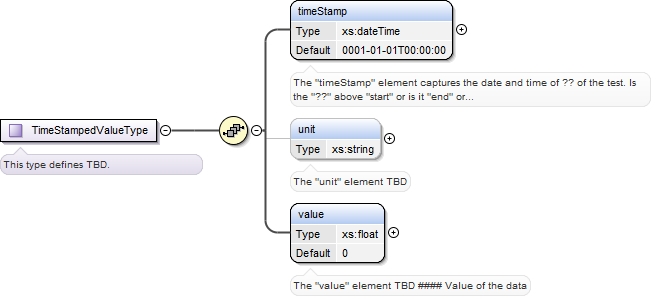 timeStamp
Type xs:dateTime
Default 0001-01-01T00:00:00
The "timeStamp" element captures the date and time of ?? of the test. Is
the "??" above "start" or is it "end" or...
TimeStampedValueType
This type defines TBD.
unit
Type xs:string
The "unit" element TBD
value
Type xs:float
Default 0
The "value" element TBD #### Value of the data